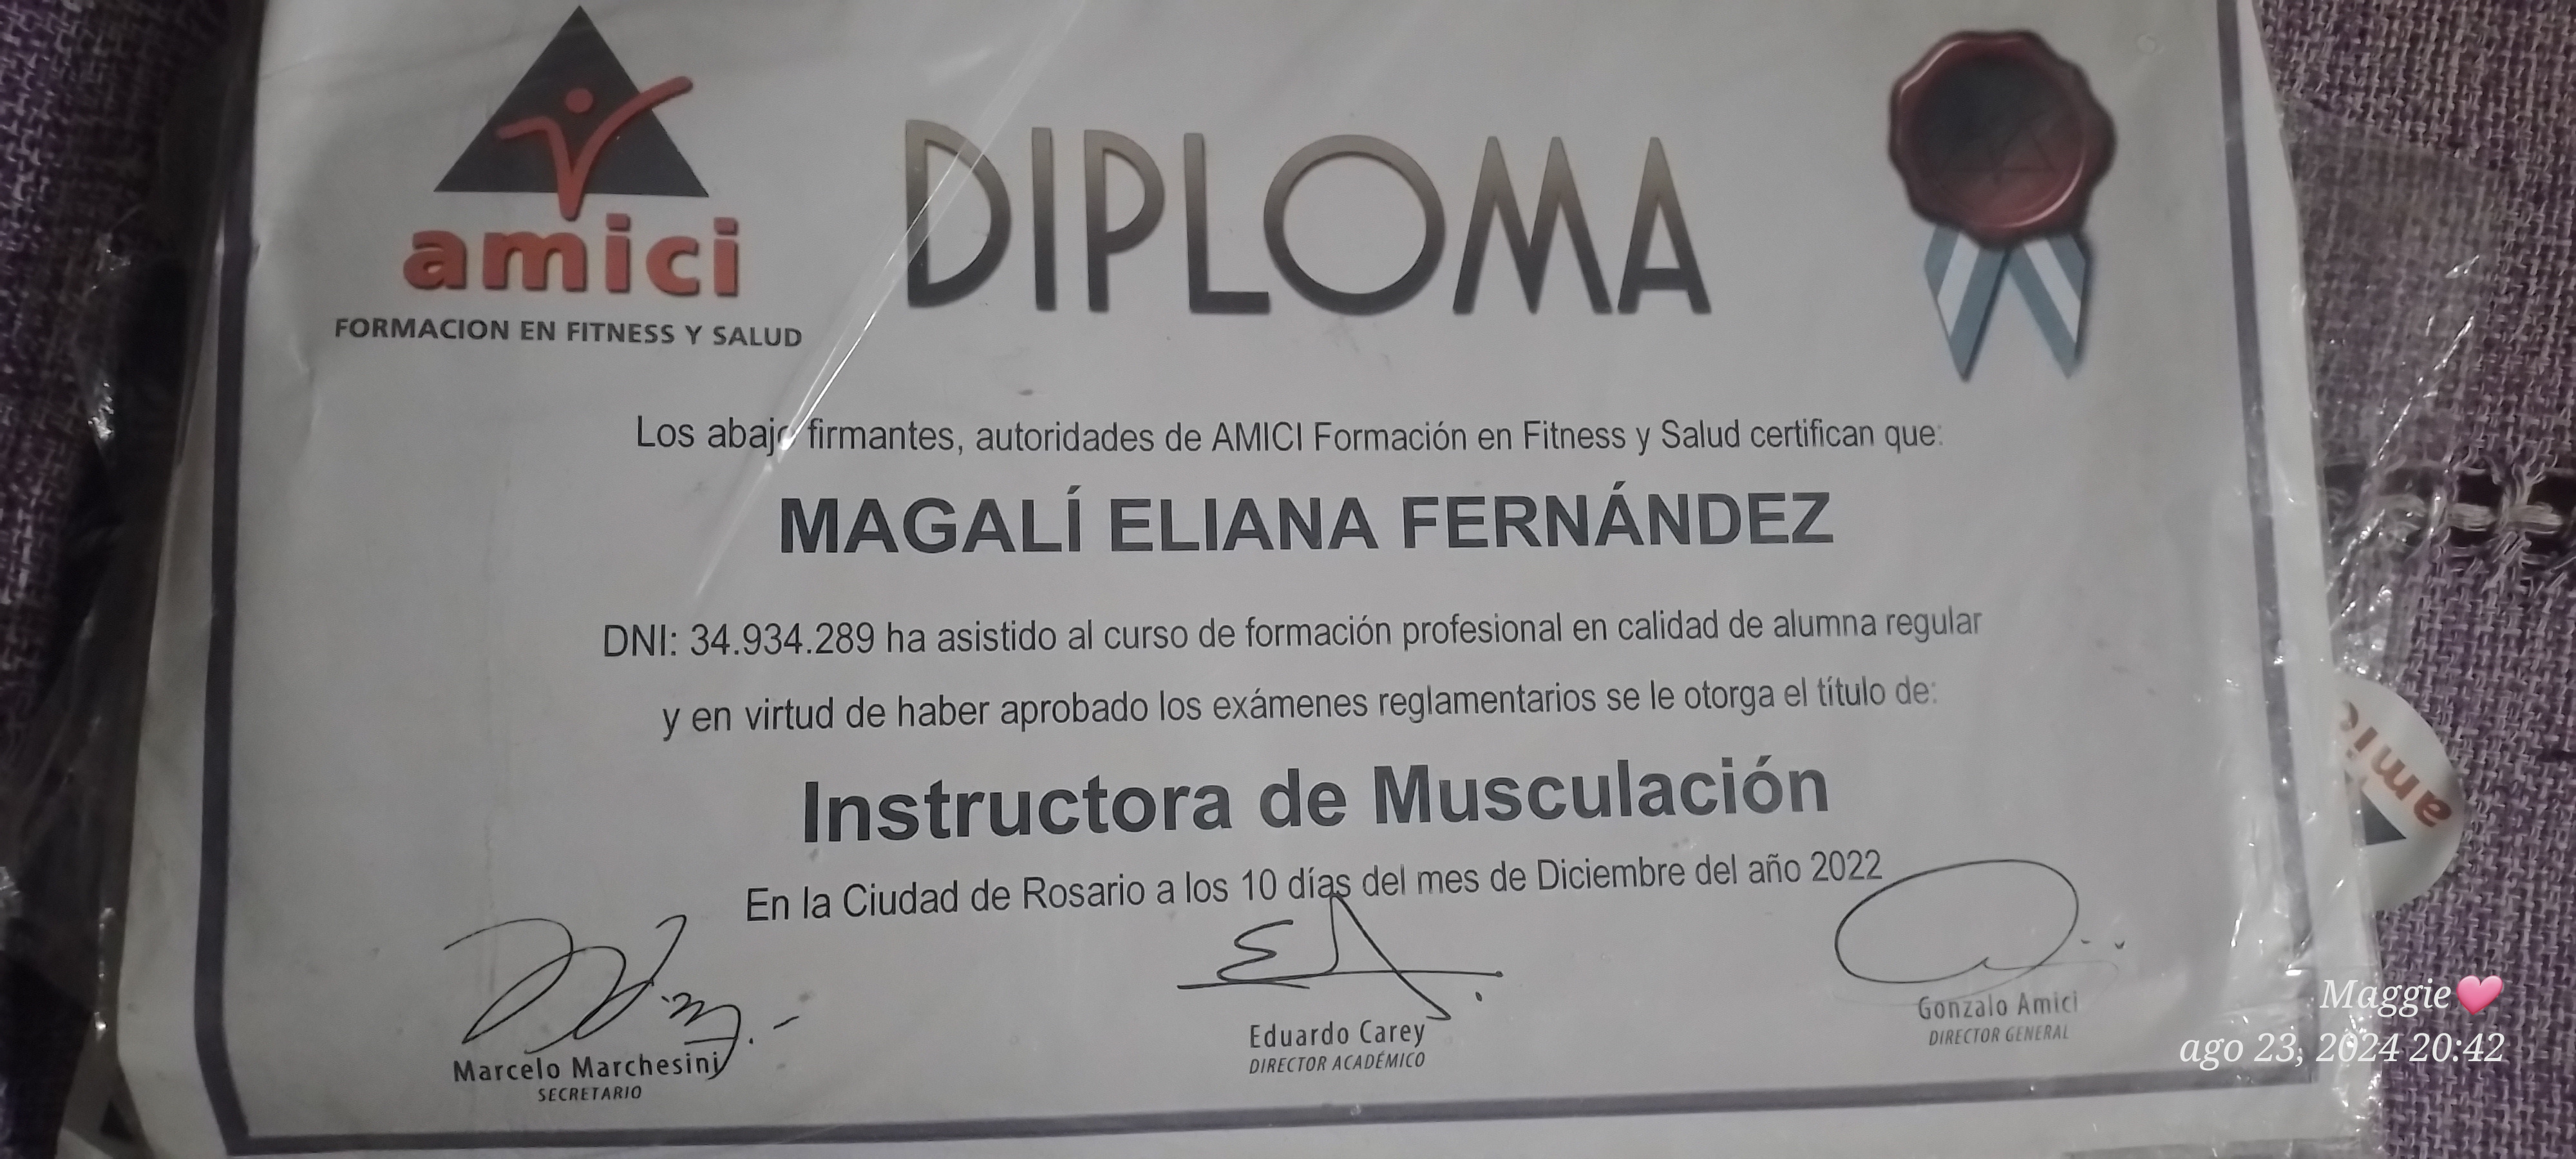 amici
FORMACION EN FITNESS Y SALUD
DIPLOMA
Los abajo firmantes, autoridades de AMICI Formación en Fitness y Salud certifican que:
MAGALÍ ELIANA FERNÁNDEZ
DNI: 34.934.289 ha asistido al curso de formación profesional en calidad de alumna regular
y en virtud de haber aprobado los exámenes reglamentarios se le otorga el título de:
Instructora de Musculación
En la Ciudad de Rosario a los 10 días del mes de Diciembre del año 2022
Marcelo Marchesini
SECRETARIO
Eduardo Carey
DIRECTOR ACADÉMICO
Gonzalo Amici
DIRECTOR GENERAL
amic
Maggie🩷
ago 23, 2024 20:42